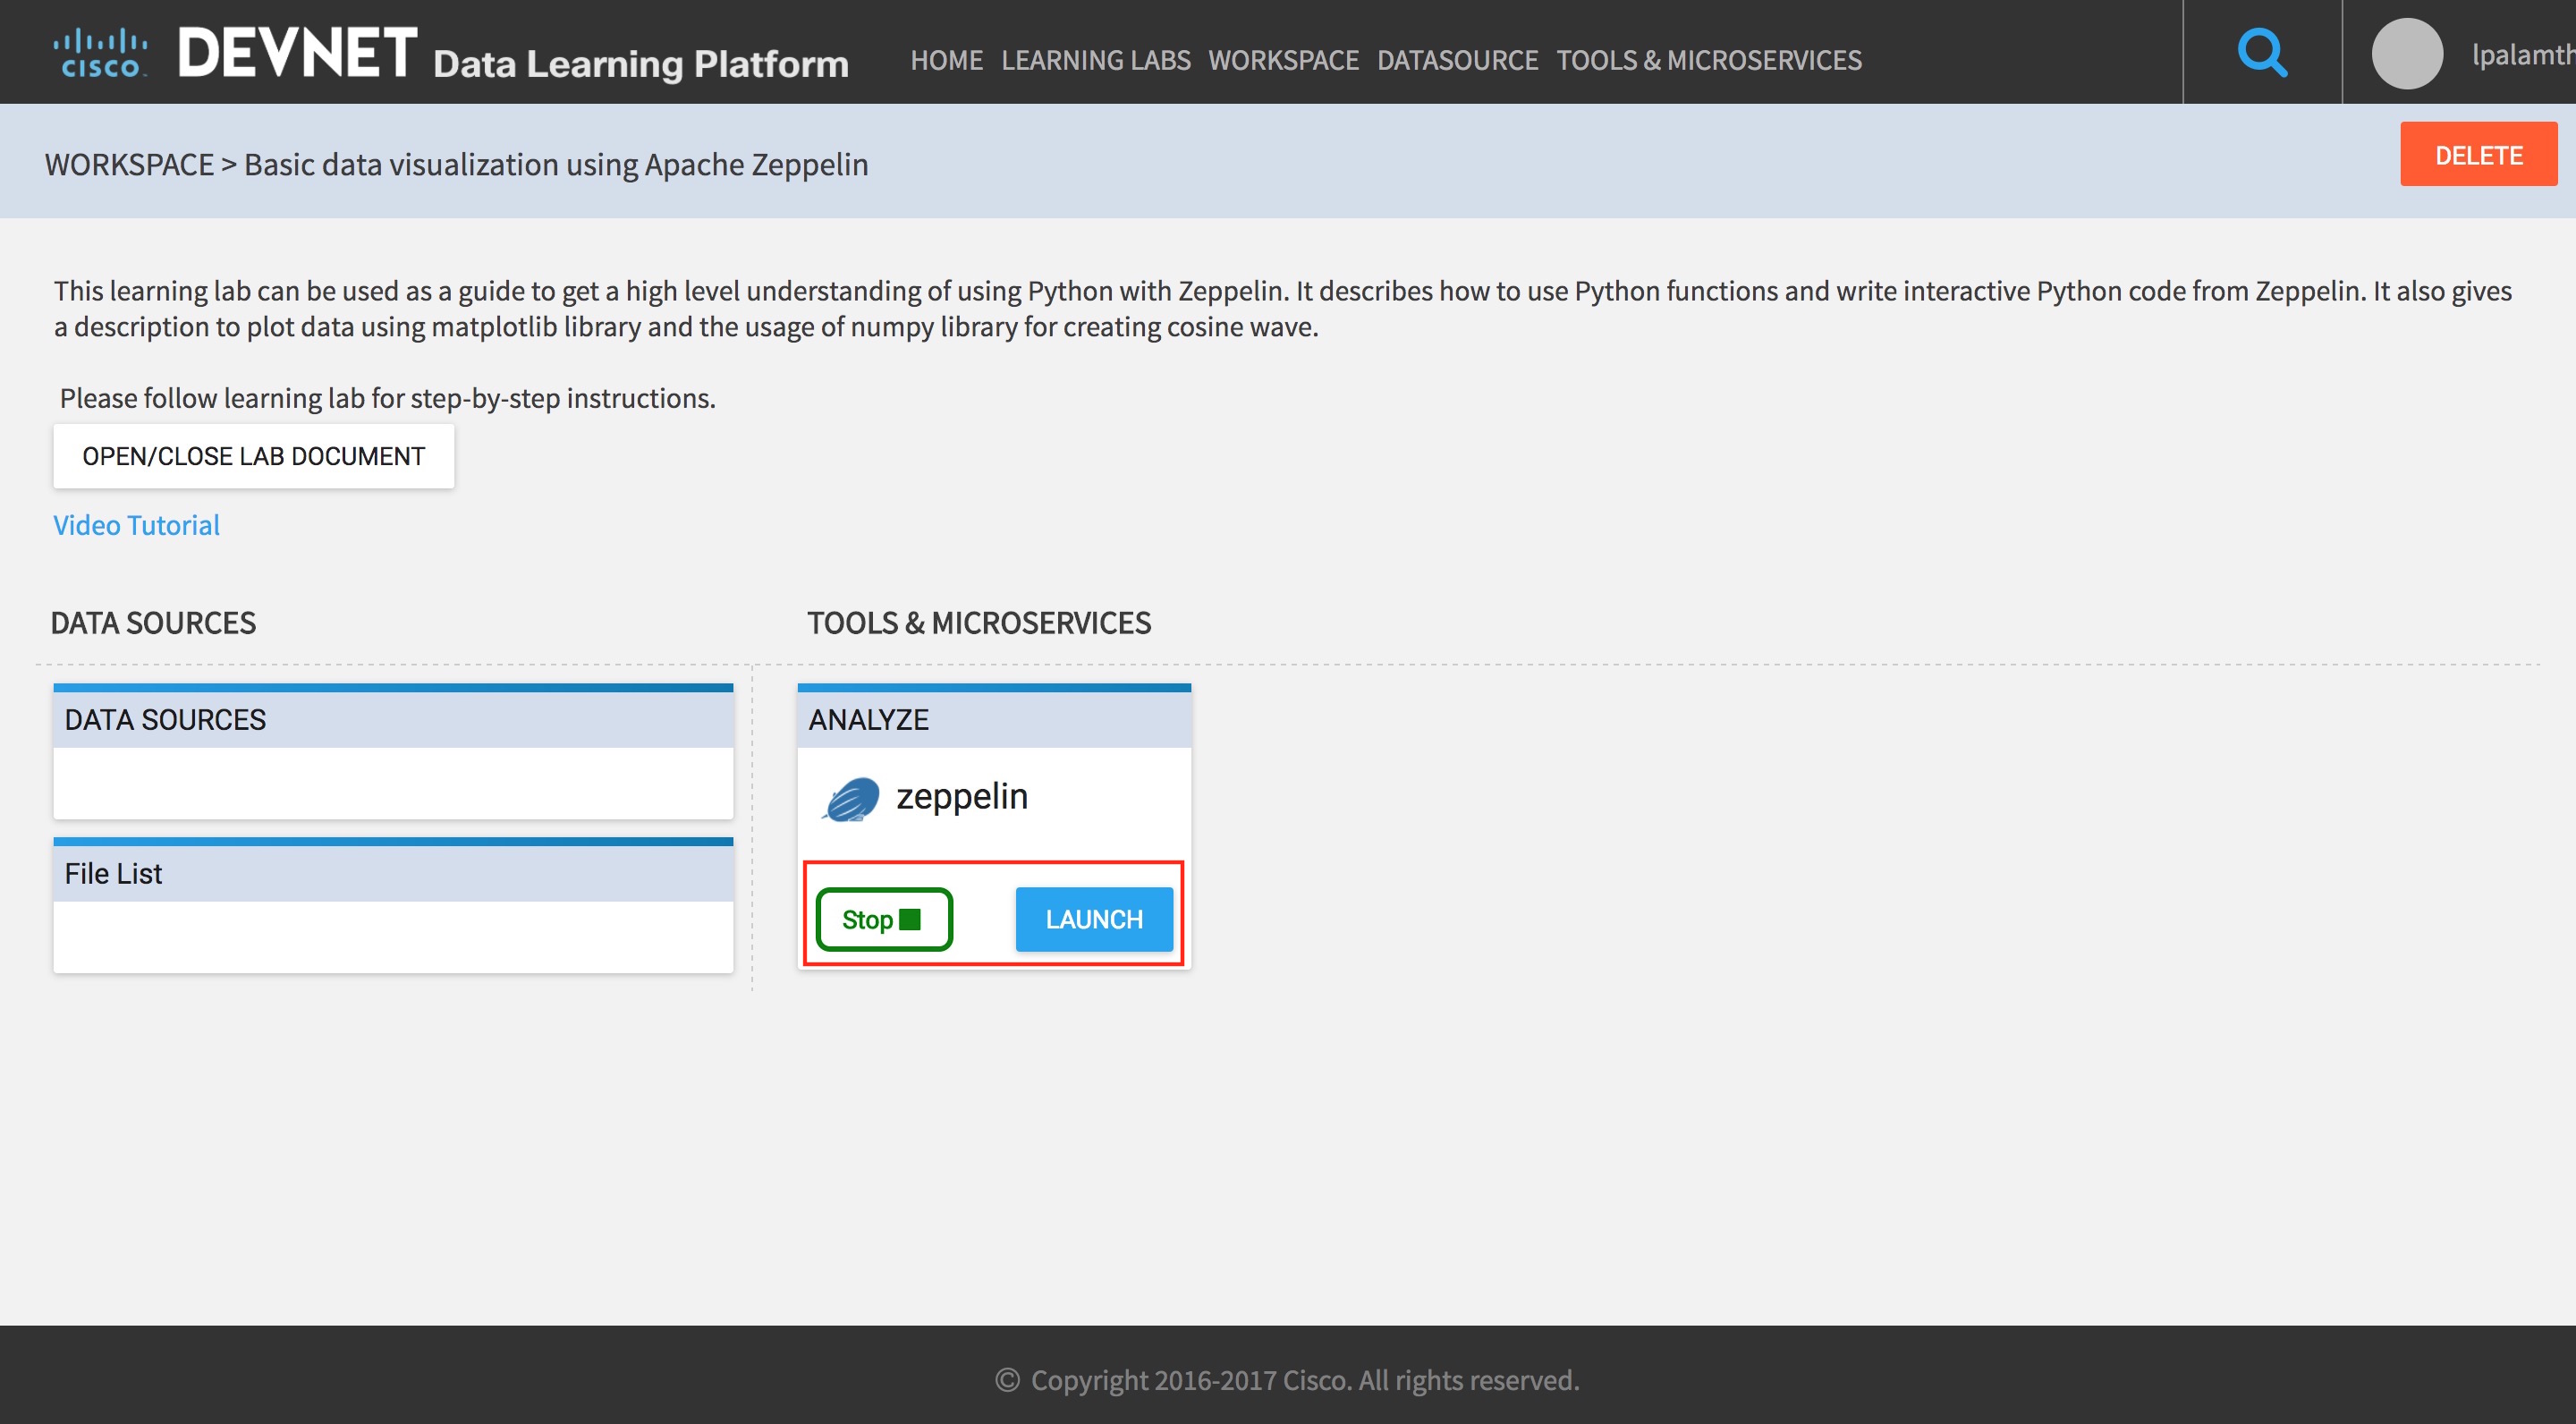 CISCO DEVNET Data Learning Platform HOME LEARNING LABS WORKSPACE DATASOURCE TOOLS & MICROSERVICES lpalamth
WORKSPACE > Basic data visualization using Apache Zeppelin DELETE
This learning lab can be used as a guide to get a high level understanding of using Python with Zeppelin. It describes how to use Python functions and write interactive Python code from Zeppelin. It also gives
a description to plot data using matplotlib library and the usage of numpy library for creating cosine wave.
Please follow learning lab for step-by-step instructions.
OPEN/CLOSE LAB DOCUMENT
Video Tutorial
DATA SOURCES
DATA SOURCES
File List
TOOLS & MICROSERVICES
ANALYZE
zeppelin
Stop LAUNCH
© Copyright 2016-2017 Cisco. All rights reserved.